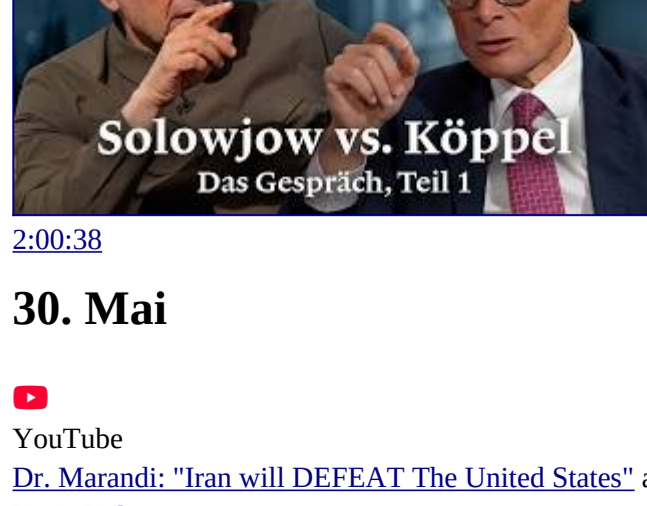 Solowjow vs. Köppel
Das Gespräch, Teil 1
2:00:38
30. Mai
YouTube
Dr. Marandi: "Iran will DEFEAT The United States"